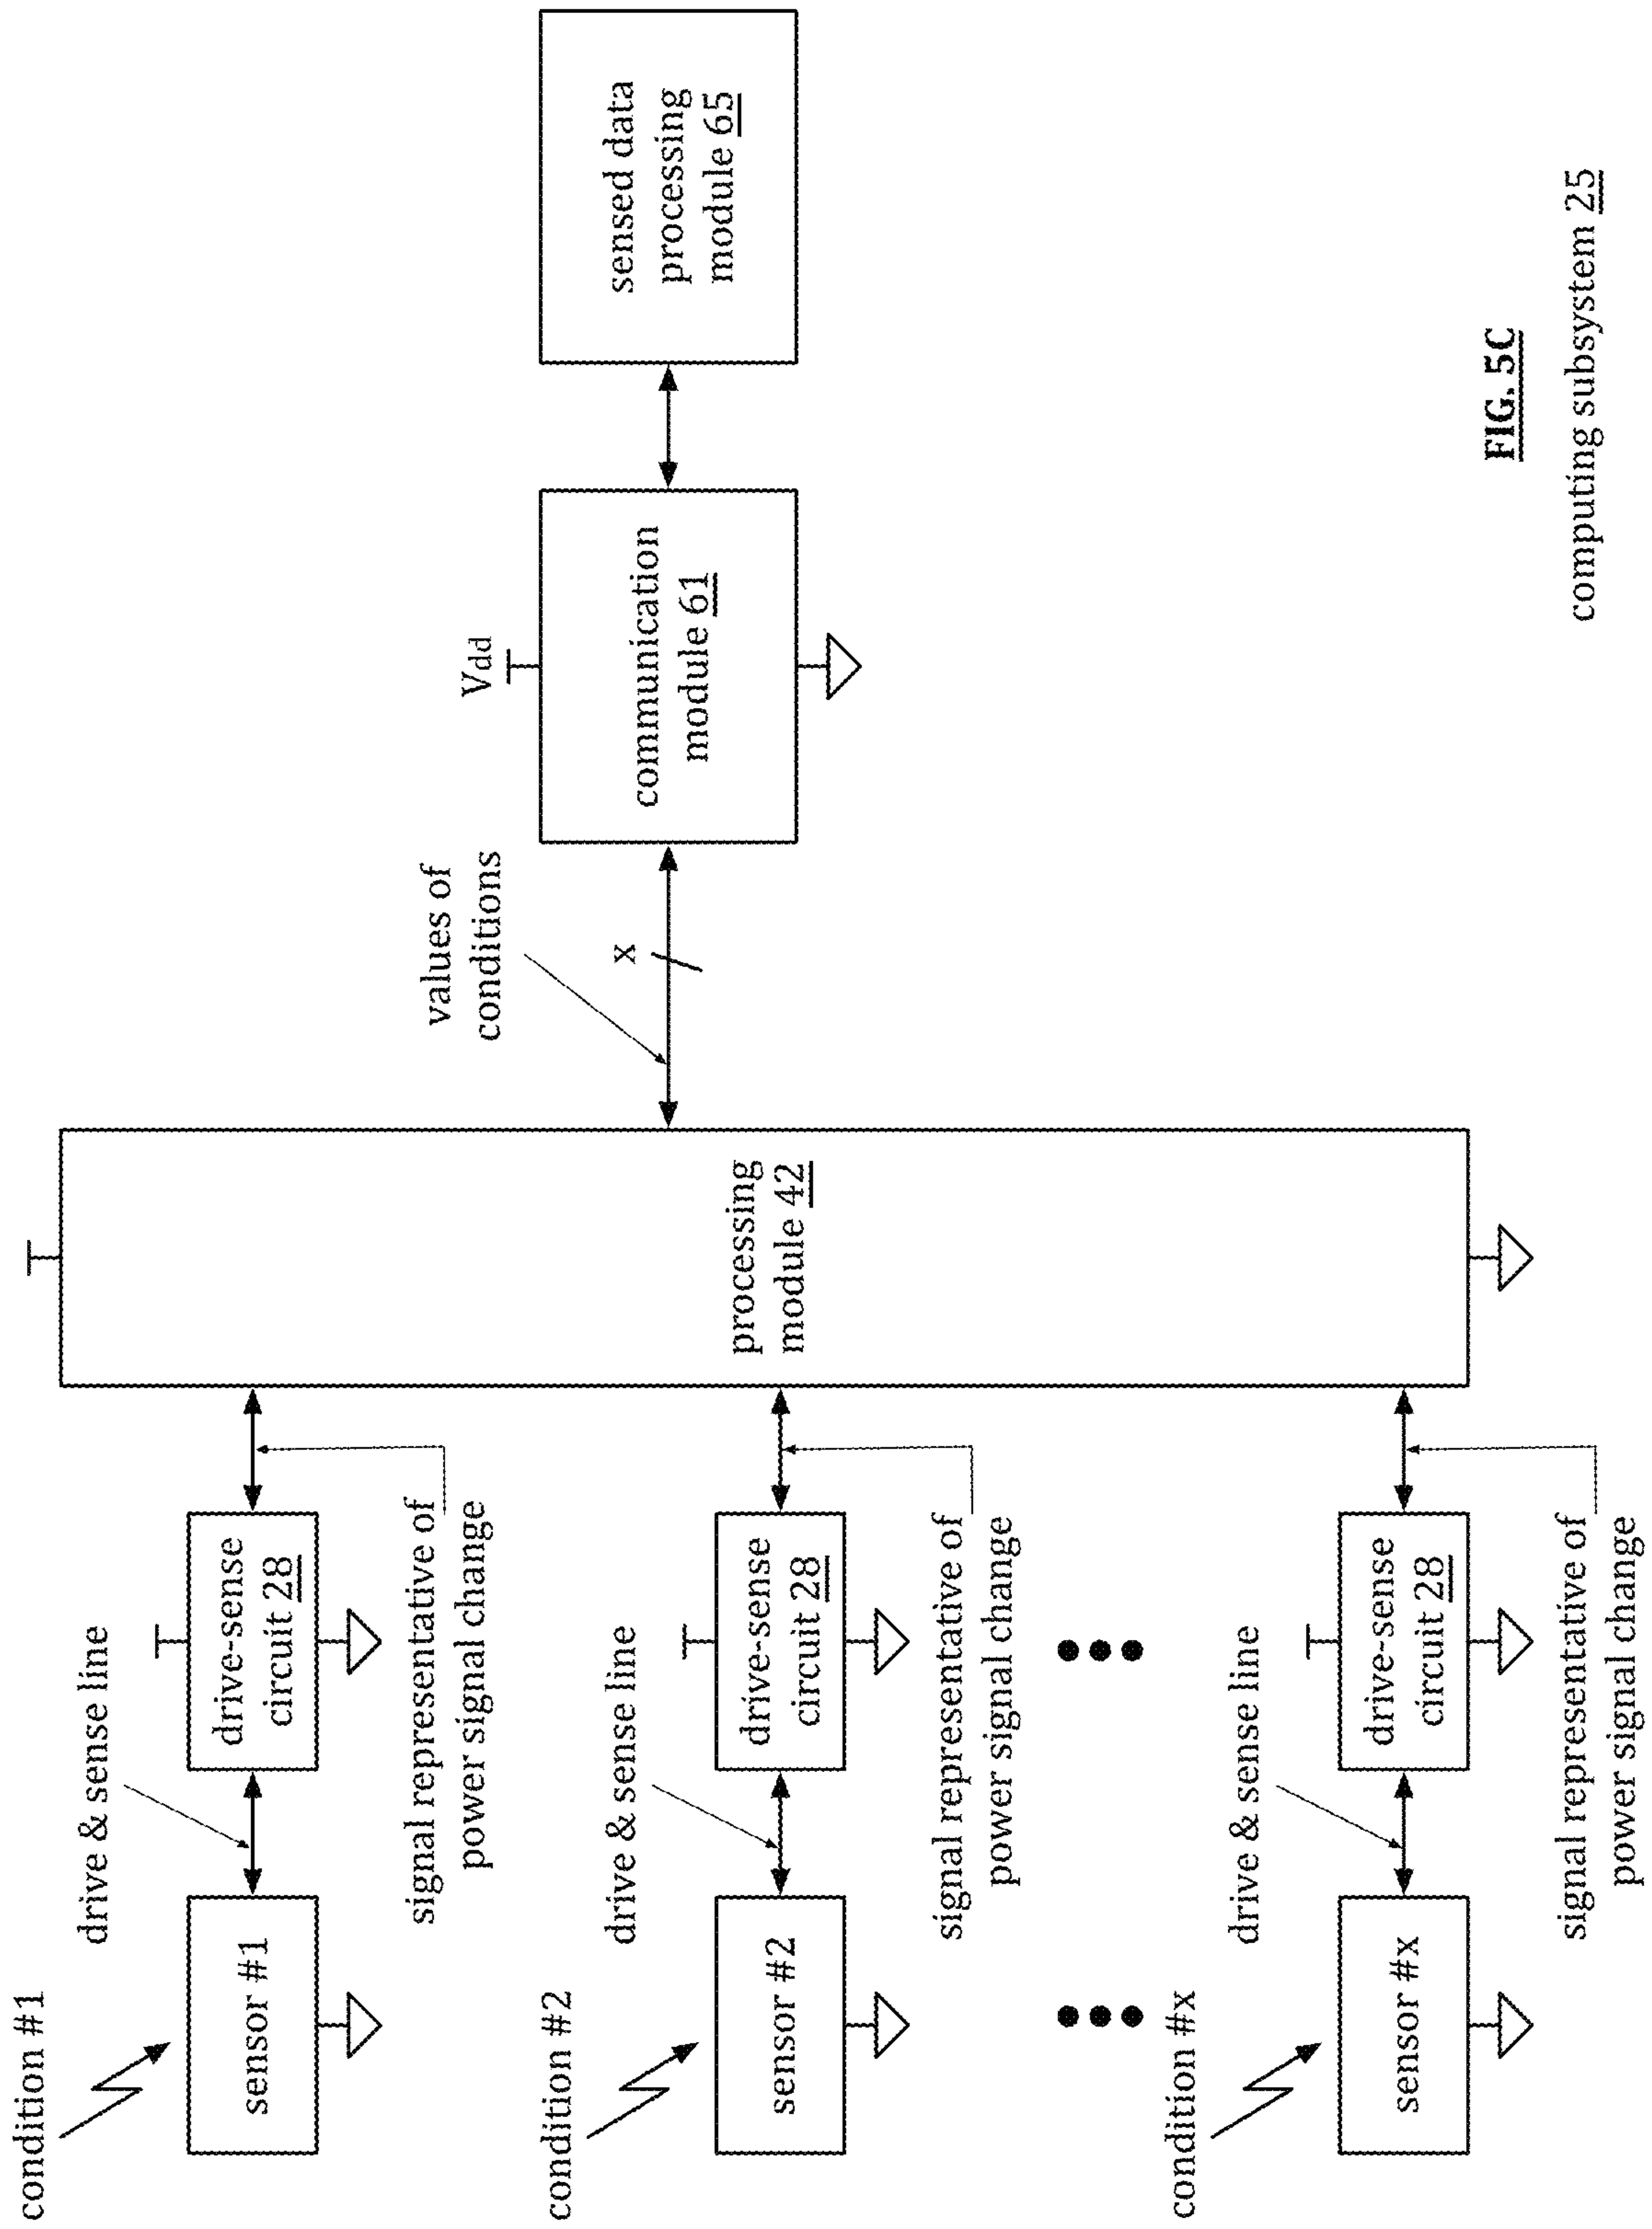 condition #1
sensor #1
drive & sense line
drive-sense
circuit 28
signal representative of
power signal change
condition #2
sensor #2
drive & sense line
drive-sense
circuit 28
signal representative of
power signal change
condition #x
sensor #x
drive & sense line
drive-sense
circuit 28
signal representative of
power signal change
processing
module 42
values of
conditions
x
Vdd
communication
module 61
sensed data
processing
module 65
FIG. 5C
computing subsystem 25